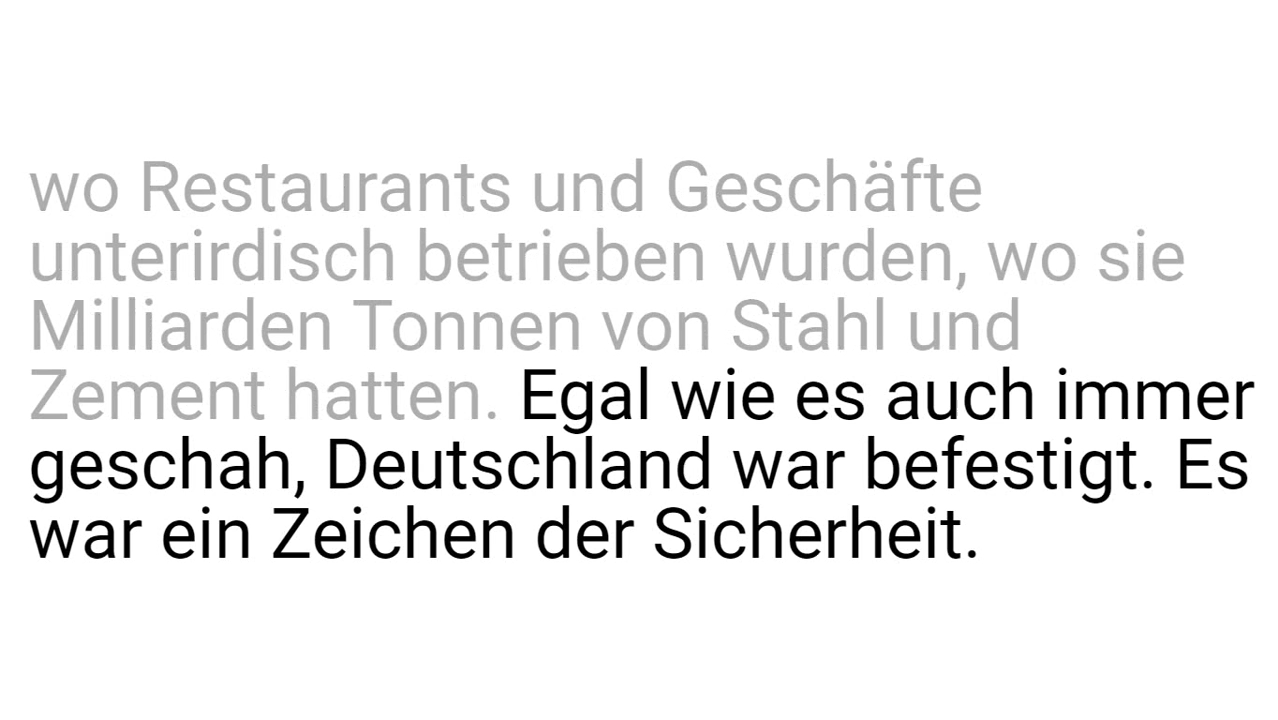 wo Restaurants und Geschäfte
unterirdisch betrieben wurden, wo sie
Milliarden Tonnen von Stahl und
Zement hatten. Egal wie es auch immer
geschah, Deutschland war befestigt. Es
war ein Zeichen der Sicherheit.